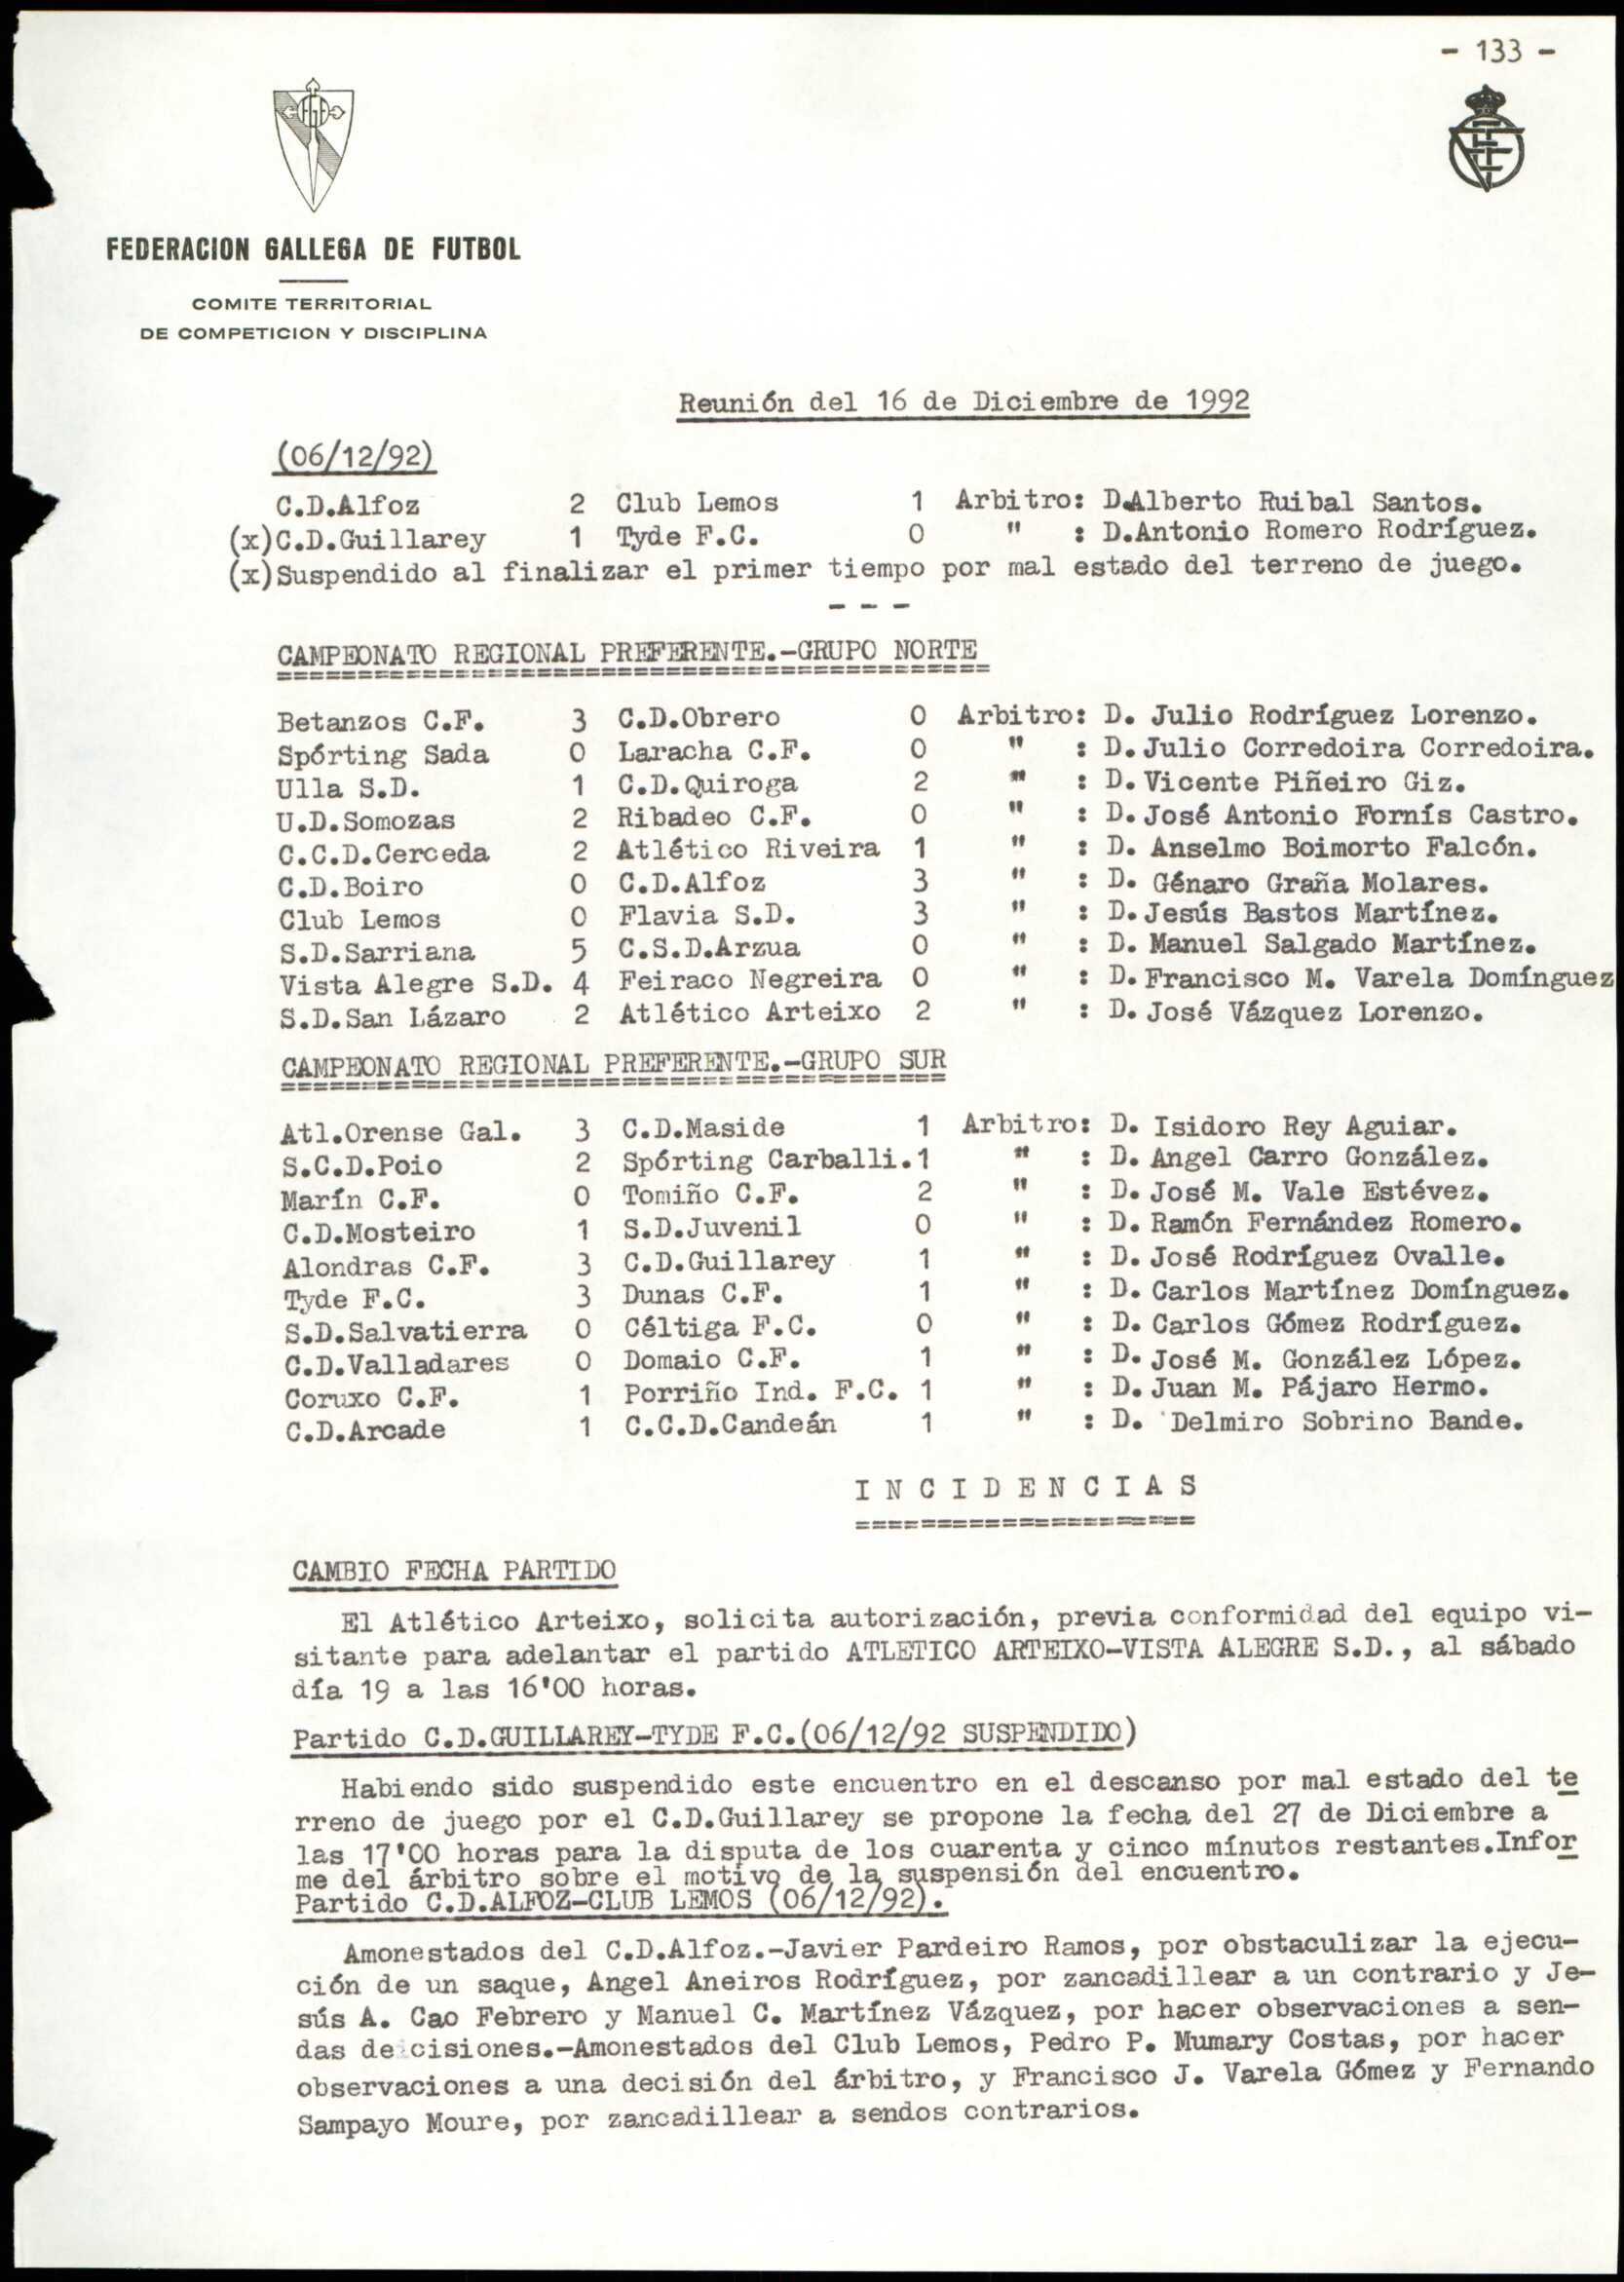 - 133 -
FGF
FEDERACION GALLEGA DE FUTBOL
COMITE TERRITORIAL
DE COMPETICION Y DISCIPLINA
Reunión del 16 de Diciembre de 1992
(06/12/92)
C.D.Alfoz 2 Club Lemos 1 Arbitro: D.Alberto Ruibal Santos.
(x)C.D.Guillarey 1 Tyde F.C. 0 " : D.Antonio Romero Rodríguez.
(x)Suspendido al finalizar el primer tiempo por mal estado del terreno de juego.
- - -
CAMPEONATO REGIONAL PREFERENTE.-GRUPO NORTE
Betanzos C.F. 3 C.D.Obrero 0 Arbitro: D. Julio Rodríguez Lorenzo.
Spórting Sada 0 Laracha C.F. 0 " : D.Julio Corredoira Corredoira.
Ulla S.D. 1 C.D.Quiroga 2 " : D.Vicente Piñeiro Giz.
U.D.Somozas 2 Ribadeo C.F. 0 " : D.José Antonio Fornís Castro.
C.C.D.Cerceda 2 Atlético Riveira 1 " : D. Anselmo Boimorto Falcón.
C.D.Boiro 0 C.D.Alfoz 3 " : D. Génaro Graña Molares.
Club Lemos 0 Flavia S.D. 3 " : D.Jesús Bastos Martínez.
S.D.Sarriana 5 C.S.D.Arzua 0 " : D. Manuel Salgado Martínez.
Vista Alegre S.D. 4 Feiraco Negreira 0 " : D.Francisco M. Varela Domínguez
S.D.San Lázaro 2 Atlético Arteixo 2 " : D.José Vázquez Lorenzo.
CAMPEONATO REGIONAL PREFERENTE.-GRUPO SUR
Atl.Orense Gal. 3 C.D.Maside 1 Arbitro: D. Isidoro Rey Aguiar.
S.C.D.Poio 2 Spórting Carballi.1 " : D. Angel Carro González.
Marín C.F. 0 Tomiño C.F. 2 " : D.José M. Vale Estévez.
C.D.Mosteiro 1 S.D.Juvenil 0 " : D. Ramón Fernández Romero.
Alondras C.F. 3 C.D.Guillarey 1 " : D. José Rodríguez Ovalle.
Tyde F.C. 3 Dunas C.F. 1 " : D. Carlos Martínez Domínguez.
S.D.Salvatierra 0 Céltiga F.C. 0 " : D. Carlos Gómez Rodríguez.
C.D.Valladares 0 Domaio C.F. 1 " : D. José M. González López.
Coruxo C.F. 1 Porriño Ind. F.C. 1 " : D.Juan M. Pájaro Hermo.
C.D.Arcade 1 C.C.D.Candeán 1 " : D. Delmiro Sobrino Bande.
I N C I D E N C I A S
CAMBIO FECHA PARTIDO
El Atlético Arteixo, solicita autorización, previa conformidad del equipo vi-
sitante para adelantar el partido ATLETICO ARTEIXO-VISTA ALEGRE S.D., al sábado
día 19 a las 16'00 horas.
Partido C.D.GUILLAREY-TYDE F.C.(06/12/92 SUSPENDIDO)
Habiendo sido suspendido este encuentro en el descanso por mal estado del te
rreno de juego por el C.D.Guillarey se propone la fecha del 27 de Diciembre a
las 17'00 horas para la disputa de los cuarenta y cinco mínutos restantes.Infor
me del árbitro sobre el motivo de la suspensión del encuentro.
Partido C.D.ALFOZ-CLUB LEMOS (06/12/92).
Amonestados del C.D.Alfoz.-Javier Pardeiro Ramos, por obstaculizar la ejecu-
ción de un saque, Angel Aneiros Rodríguez, por zancadillear a un contrario y Je-
sús A. Cao Febrero y Manuel C. Martínez Vázquez, por hacer observaciones a sen-
das decisiones.-Amonestados del Club Lemos, Pedro P. Mumary Costas, por hacer
observaciones a una decisión del árbitro, y Francisco J. Varela Gómez y Fernando
Sampayo Moure, por zancadillear a sendos contrarios.